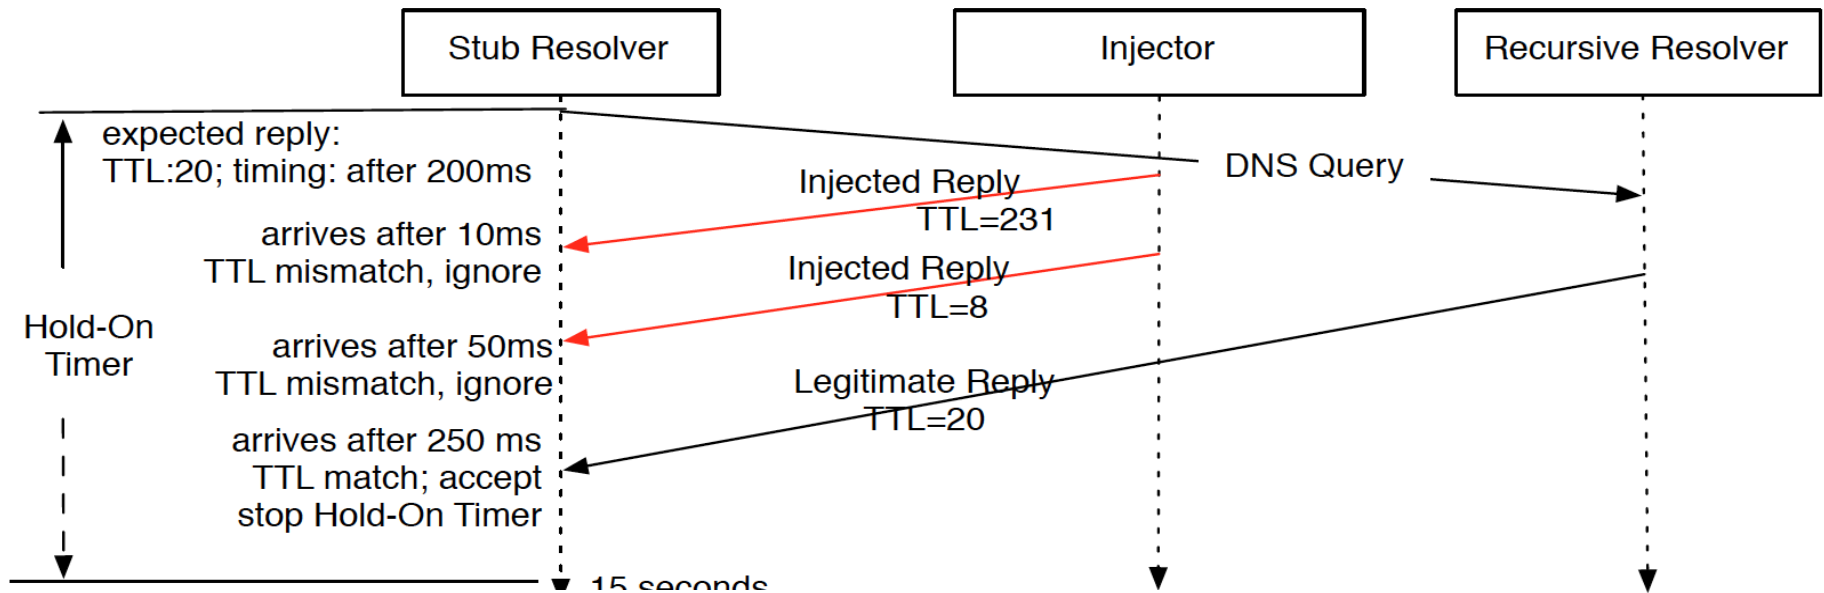 Stub Resolver
Injector
Recursive Resolver
expected reply:
TTL:20; timing: after 200ms
DNS Query
Injected Reply
TTL=231
arrives after 10ms
TTL mismatch, ignore
Injected Reply
TTL=8
Hold-On
Timer
arrives after 50ms
TTL mismatch, ignore
Legitimate Reply
TTL=20
arrives after 250 ms
TTL match; accept
stop Hold-On Timer
15 seconds